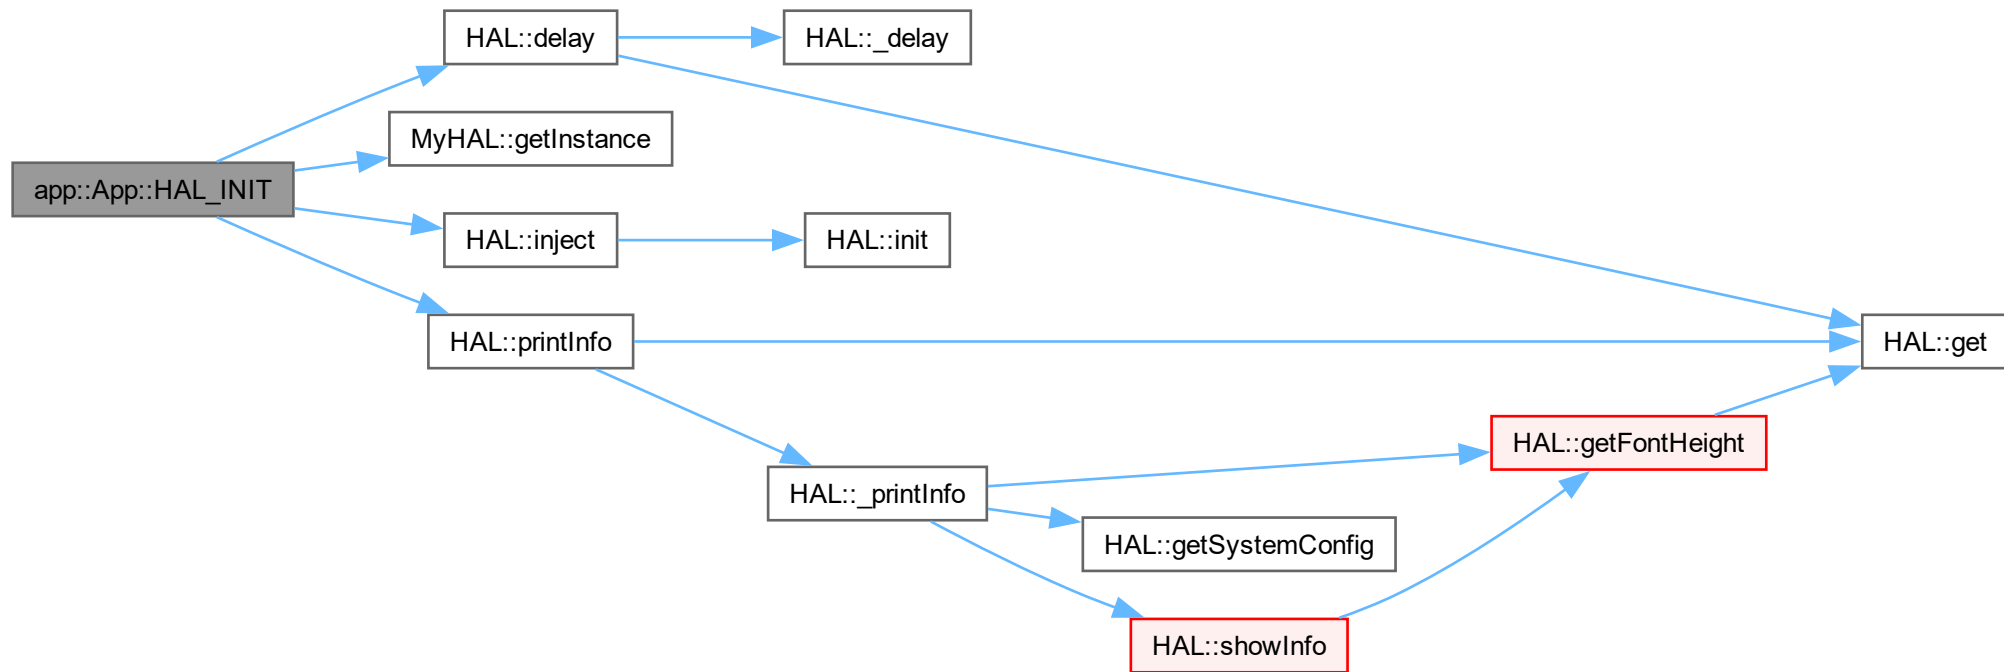 HAL::delay
HAL::_delay
MyHAL::getInstance
app::App::HAL_INIT
HAL::inject
HAL::init
HAL::printInfo
HAL::get
HAL::getFontHeight
HAL::_printInfo
HAL::getSystemConfig
HAL::showInfo